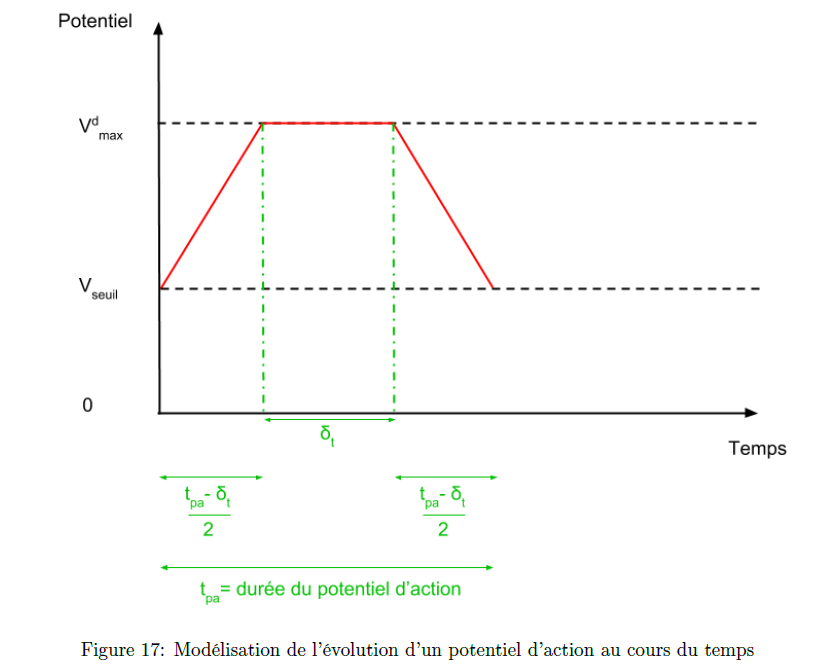 Potentiel
V^d_max
V_seuil
0
δ_t
Temps
t_pa - δ_t
2
t_pa - δ_t
2
t_pa = durée du potentiel d'action
Figure 17: Modélisation de l'évolution d'un potentiel d'action au cours du temps